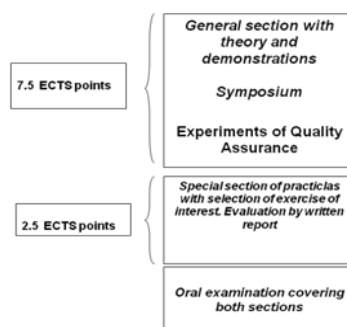 General section with
theory and
demonstrations
7.5 ECTS points
Symposium
Experiments of Quality
Assurance
Special section of practiclas
with selection of exercise of
interest. Evaluation by written
report
2.5 ECTS points
Oral examination covering
both sections